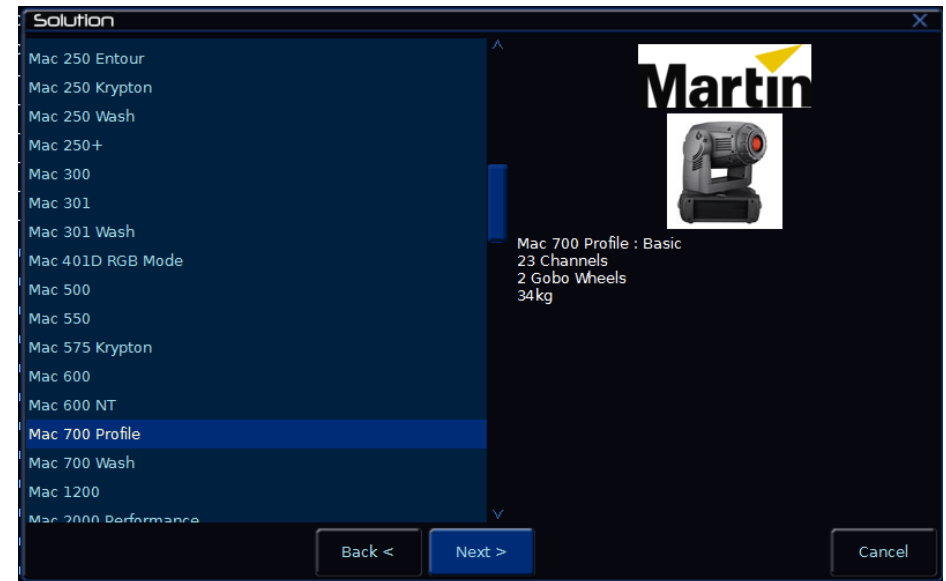 Solution
X
Mac 250 Entour
Mac 250 Krypton
Mac 250 Wash
Mac 250+
Mac 300
Mac 301
Mac 301 Wash
Mac 401D RGB Mode
Mac 500
Mac 550
Mac 575 Krypton
Mac 600
Mac 600 NT
Mac 700 Profile
Mac 700 Wash
Mac 1200
Mac 2000 Performance
Martin
Mac 700 Profile : Basic
23 Channels
2 Gobo Wheels
34kg
Back <
Next >
Cancel